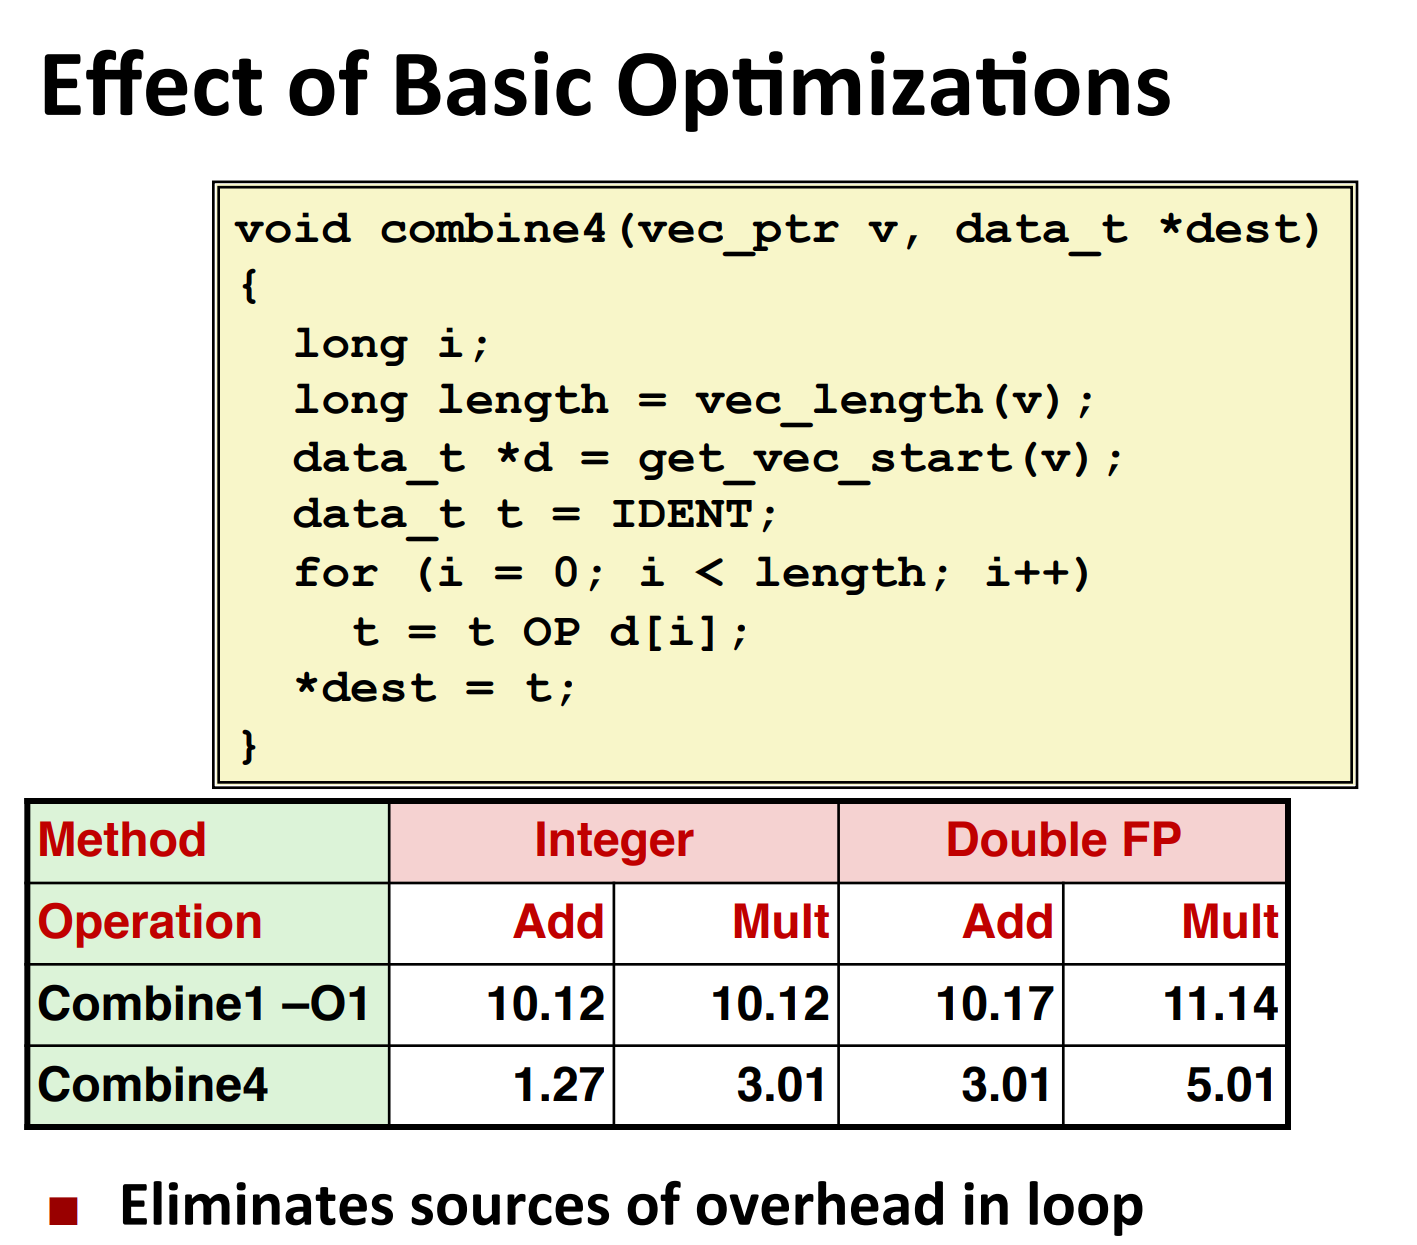 Effect of Basic Optimizations
void combine4(vec_ptr v, data_t *dest)
{
  long i;
  long length = vec_length(v);
  data_t *d = get_vec_start(v);
  data_t t = IDENT;
  for (i = 0; i < length; i++)
    t = t OP d[i];
  *dest = t;
}
Method Integer Double FP
Operation Add Mult Add Mult
Combine1 –O1 10.12 10.12 10.17 11.14
Combine4 1.27 3.01 3.01 5.01
■ Eliminates sources of overhead in loop